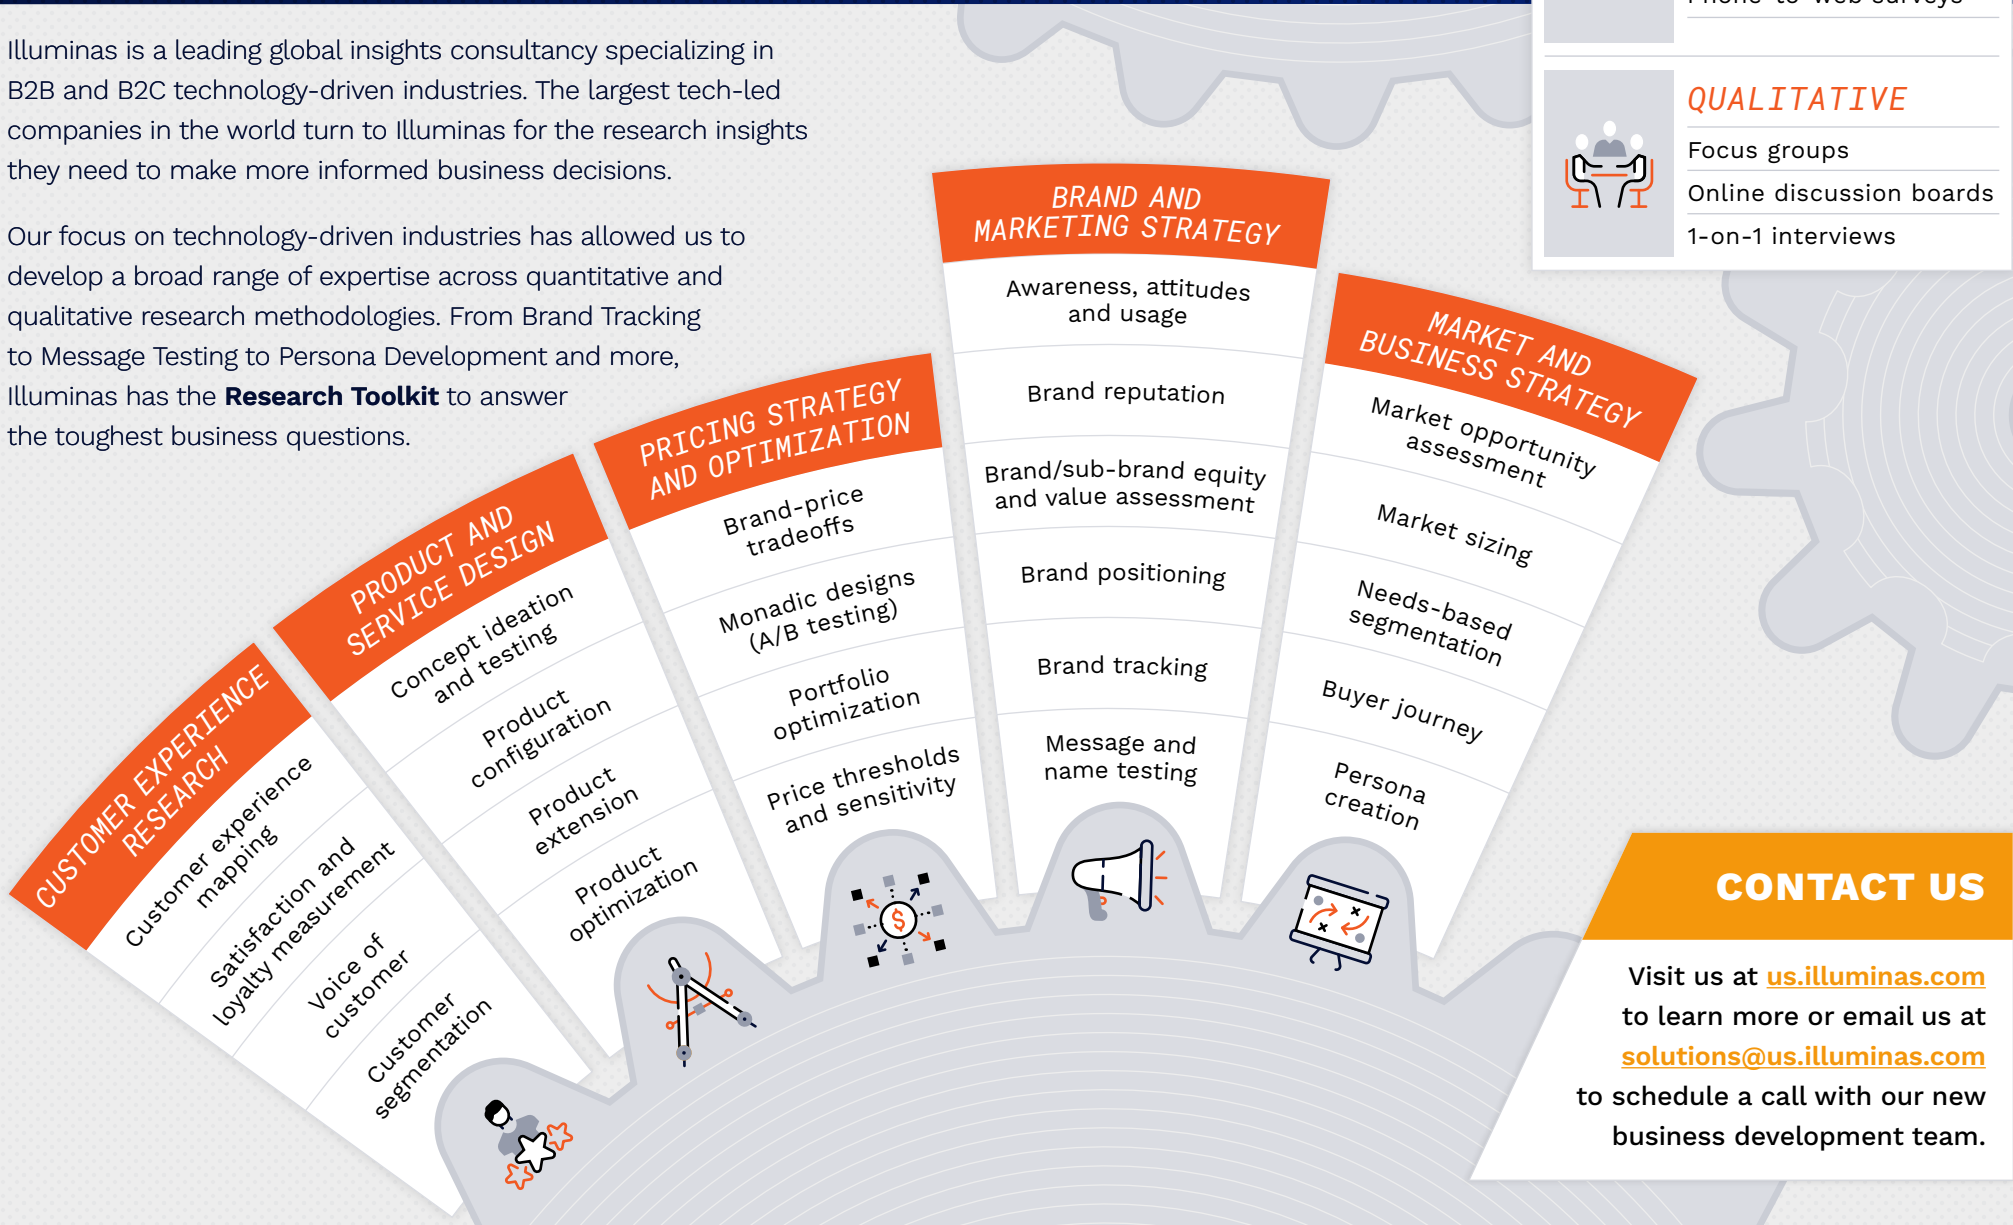 Illuminas is a leading global insights consultancy specializing in
B2B and B2C technology-driven industries. The largest tech-led
companies in the world turn to Illuminas for the research insights
they need to make more informed business decisions.
Our focus on technology-driven industries has allowed us to
develop a broad range of expertise across quantitative and
qualitative research methodologies. From Brand Tracking
to Message Testing to Persona Development and more,
Illuminas has the Research Toolkit to answer
the toughest business questions.
CUSTOMER EXPERIENCE
RESEARCH
Customer experience
mapping
Satisfaction and
loyalty measurement
Voice of
customer
Customer
segmentation
PRODUCT AND
SERVICE DESIGN
Concept ideation
and testing
Product
configuration
Product
extension
Product
optimization
PRICING STRATEGY
AND OPTIMIZATION
Brand-price
tradeoffs
Monadic designs
(A/B testing)
Portfolio
optimization
Price thresholds
and sensitivity
BRAND AND
MARKETING STRATEGY
Awareness, attitudes
and usage
Brand reputation
Brand/sub-brand equity
and value assessment
Brand positioning
Brand tracking
Message and
name testing
MARKET AND
BUSINESS STRATEGY
Market opportunity
assessment
Market sizing
Needs-based
segmentation
Buyer journey
Persona
creation
Phone-to-web surveys
QUALITATIVE
Focus groups
Online discussion boards
1-on-1 interviews
CONTACT US
Visit us at us.illuminas.com
to learn more or email us at
solutions@us.illuminas.com
to schedule a call with our new
business development team.